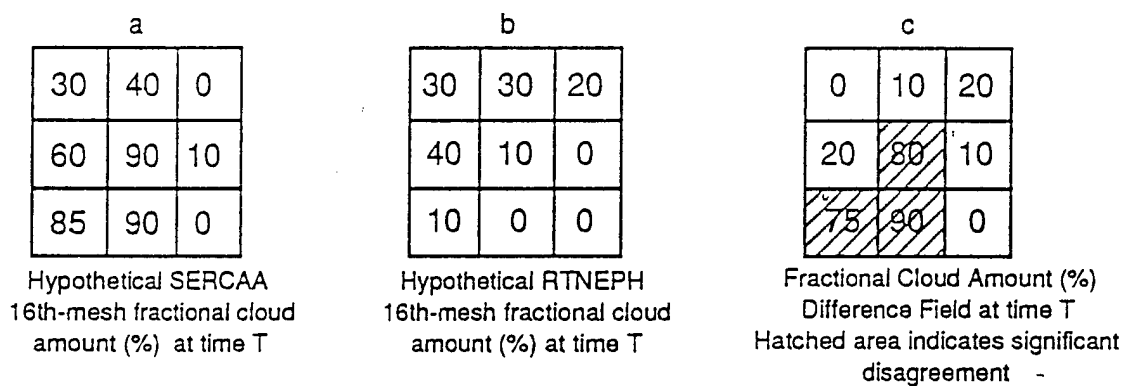 a
30 40 0
60 90 10
85 90 0
Hypothetical SERCAA
16th-mesh fractional cloud
amount (%) at time T
b
30 30 20
40 10 0
10 0 0
Hypothetical RTNEPH
16th-mesh fractional cloud
amount (%) at time T
c
0 10 20
20 80 10
75 90 0
Fractional Cloud Amount (%)
Difference Field at time T
Hatched area indicates significant
disagreement